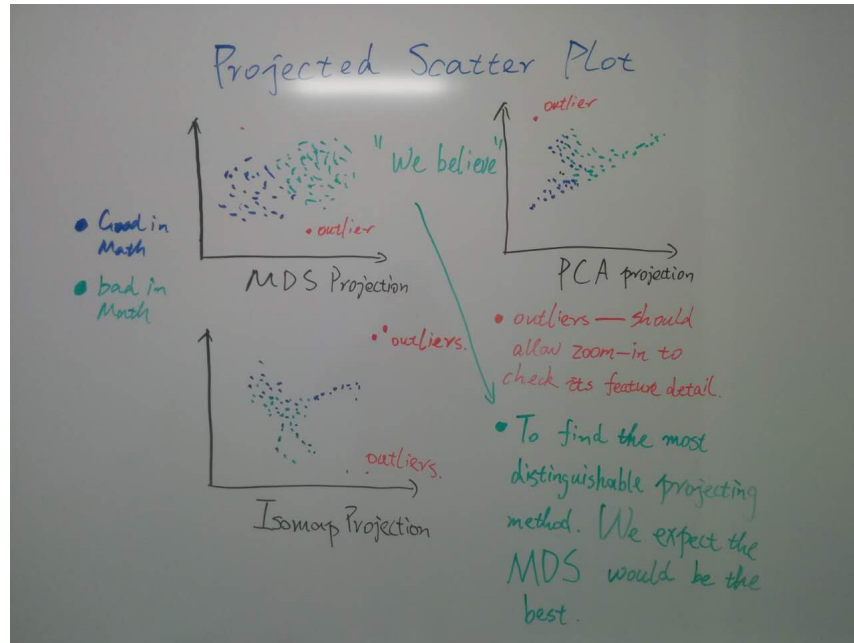 Projected Scatter Plot
outlier
"We believe"
outlier
Good in
Math
bad in
Math
MDS Projection
PCA projection
outliers.
outliers.
Isomap Projection
• outliers — should
allow zoom-in to
check its feature detail.
• To find the most
distinguishable projecting
method. We expect the
MDS would be the
best.